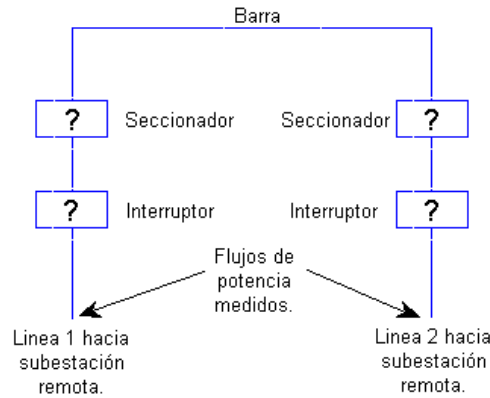 Barra
?
Seccionador
Seccionador
?
?
Interruptor
Interruptor
?
Flujos de
potencia
medidos.
Linea 1 hacia
subestación
remota.
Linea 2 hacia
subestación
remota.